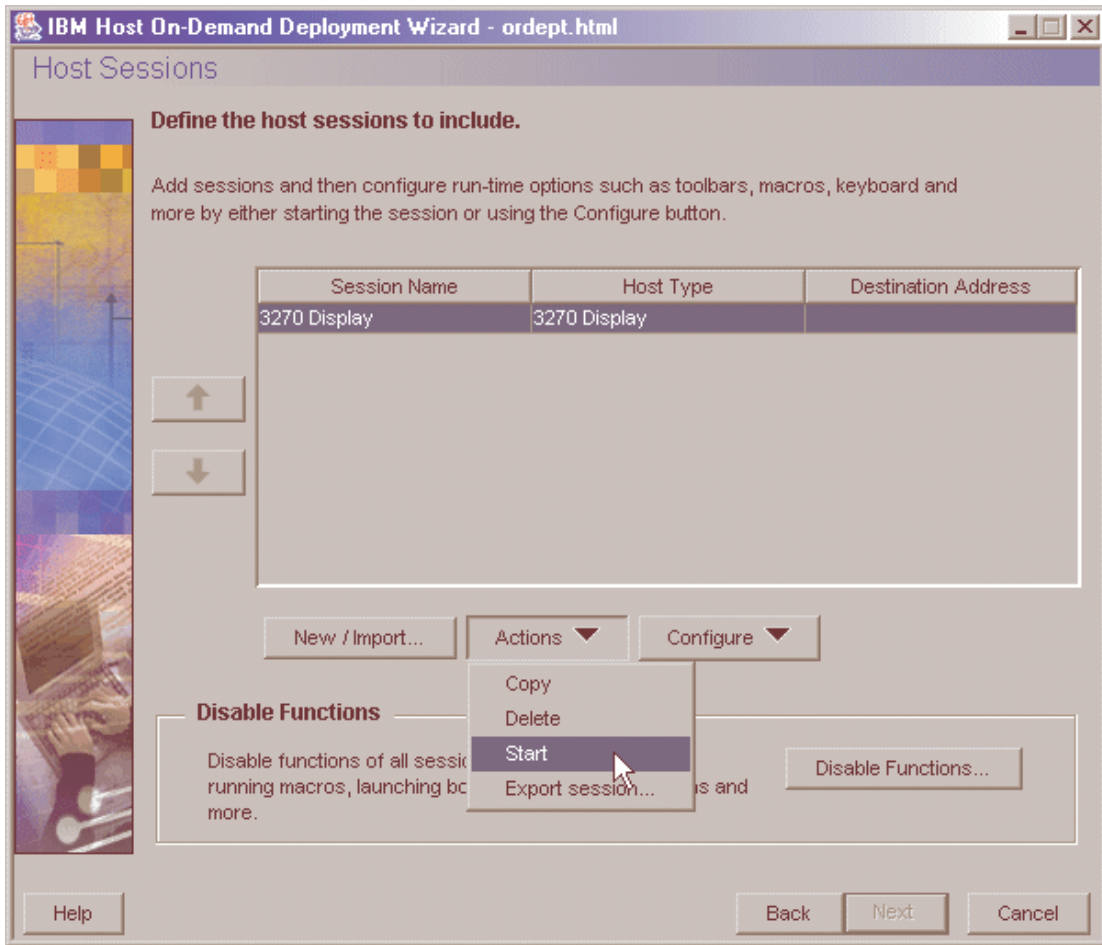 IBM Host On-Demand Deployment Wizard - ordept.html
Host Sessions
Define the host sessions to include.
Add sessions and then configure run-time options such as toolbars, macros, keyboard and
more by either starting the session or using the Configure button.
Session Name Host Type Destination Address
3270 Display 3270 Display
New / Import... Actions Configure
Copy
Delete
Start
Export session...
Disable Functions
Disable functions of all
running macros, launching and
more.
Disable Functions...
Help Back Next Cancel